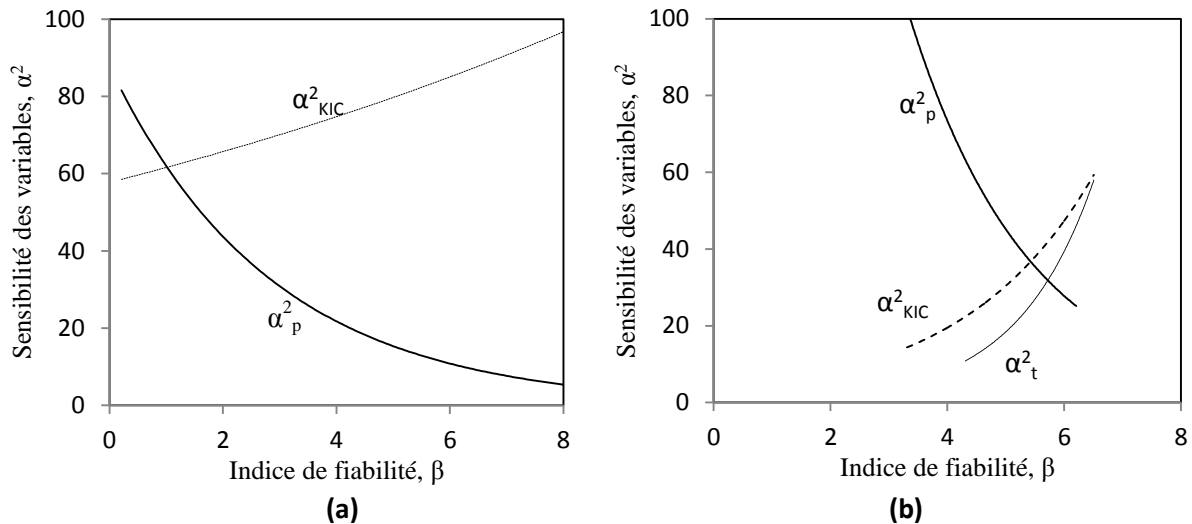 100
80
60
40
20
0
0 2 4 6 8
Sensibilité des variables, α²
α²KIC
α²p
Indice de fiabilité, β
(a)
100
80
60
40
20
0
0 2 4 6 8
Sensibilité des variables, α²
α²p
α²KIC
α²t
Indice de fiabilité, β
(b)